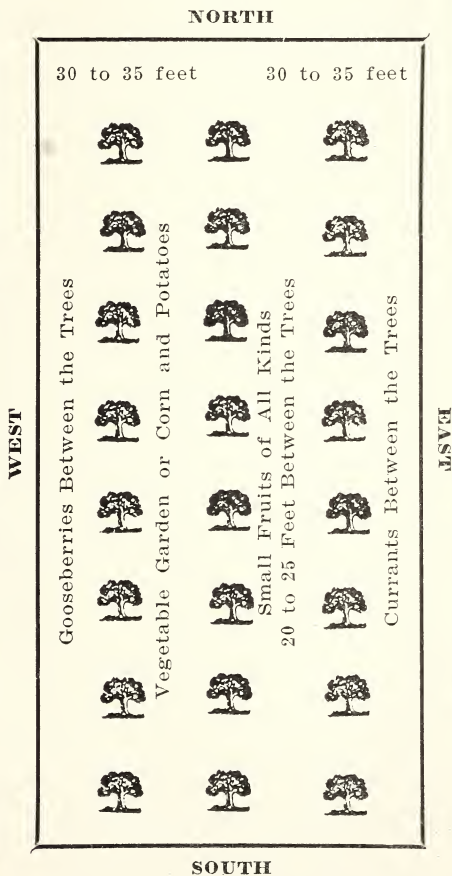 NORTH
30 to 35 feet 30 to 35 feet
WEST
Gooseberries Between the Trees
Vegetable Garden or Corn and Potatoes
Small Fruits of All Kinds
20 to 25 Feet Between the Trees
Currants Between the Trees
EAST
SOUTH